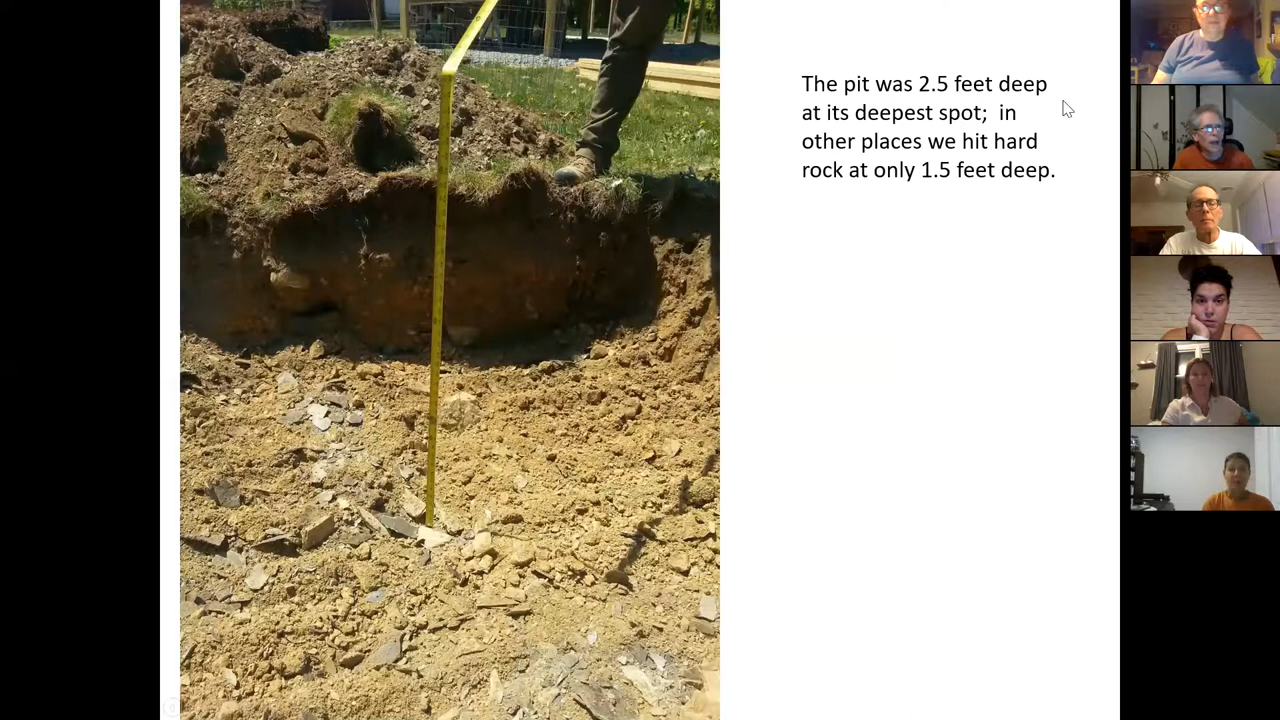 The pit was 2.5 feet deep
at its deepest spot;  in
other places we hit hard
rock at only 1.5 feet deep.